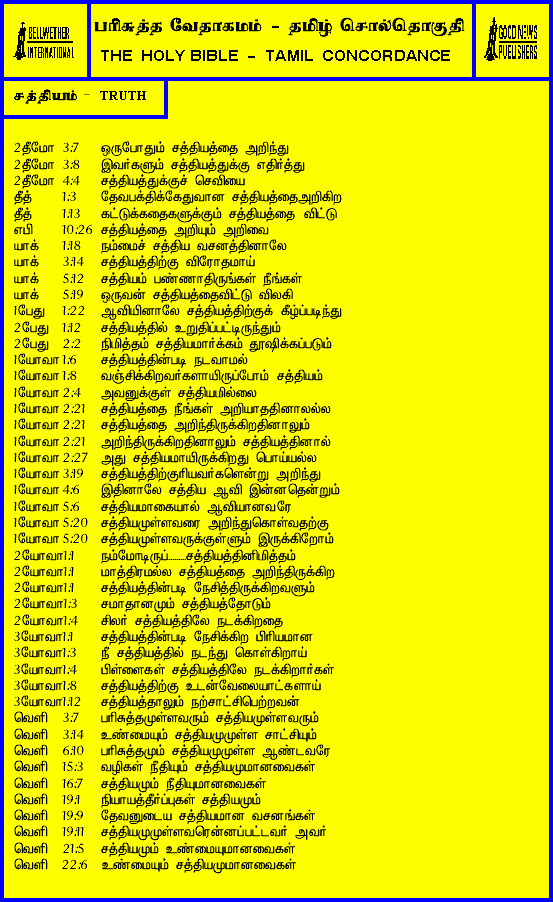 BELLWETHER
INTERNATIONAL
பரிசுத்த வேதாகமம் - தமிழ் சொல்தொகுதி
THE HOLY BIBLE - TAMIL CONCORDANCE
GOOD NEWS
PUBLISHERS
சத்தியம் - TRUTH
2தீமோ 3:7 ஒருபோதும் சத்தியத்தை அறிந்து
2தீமோ 3:8 இவர்களும் சத்தியத்துக்கு எதிர்த்து
2தீமோ 4:4 சத்தியத்துக்குச் செவியை
தீத் 1:3 தேவபக்திக்கேதுவான சத்தியத்தைஅறிகிற
தீத் 1:13 கட்டுக்கதைகளுக்கும் சத்தியத்தை விட்டு
எபி 10:26 சத்தியத்தை அறியும் அறிவை
யாக் 1:18 நம்மைச் சத்திய வசனத்தினாலே
யாக் 3:14 சத்தியத்திற்கு விரோதமாய்
யாக் 5:12 சத்தியம் பண்ணாதிருங்கள் நீங்கள்
யாக் 5:19 ஒருவன் சத்தியத்தைவிட்டு விலகி
1பேது 1:22 ஆவியினாலே சத்தியத்திற்குக் கீழ்ப்படிந்து
2பேது 1:12 சத்தியத்தில் உறுதிப்பட்டிருந்தும்
2பேது 2:2 நிமித்தம் சத்தியமார்க்கம் தூஷிக்கப்படும்
1யோவா 1:6 சத்தியத்தின்படி நடவாமல்
1யோவா 1:8 வஞ்சிக்கிறவர்களாயிருப்போம் சத்தியம்
1யோவா 2:4 அவனுக்குள் சத்தியமில்லை
1யோவா 2:21 சத்தியத்தை நீங்கள் அறியாததினாலல்ல
1யோவா 2:21 சத்தியத்தை அறிந்திருக்கிறதினாலும்
1யோவா 2:21 அறிந்திருக்கிறதினாலும் சத்தியத்தினால்
1யோவா 2:27 அது சத்தியமாயிருக்கிறது பொய்யல்ல
1யோவா 3:19 சத்தியத்திற்குரியவர்களென்று அறிந்து
1யோவா 4:6 இதினாலே சத்திய ஆவி இன்னதென்றும்
1யோவா 5:6 சத்தியமாகையால் ஆவியானவரே
1யோவா 5:20 சத்தியமுள்ளவரை அறிந்துகொள்வதற்கு
1யோவா 5:20 சத்தியமுள்ளவருக்குள்ளும் இருக்கிறோம்
2யோவா1:1 நம்மோடிருப்.......சத்தியத்தினிமித்தம்
2யோவா1:1 மாத்திரமல்ல சத்தியத்தை அறிந்திருக்கிற
2யோவா1:1 சத்தியத்தின்படி நேசித்திருக்கிறவளும்
2யோவா1:3 சமாதானமும் சத்தியத்தோடும்
2யோவா1:4 சிலர் சத்தியத்திலே நடக்கிறதை
3யோவா1:1 சத்தியத்தின்படி நேசிக்கிற பிரியமான
3யோவா1:3 நீ சத்தியத்தில் நடந்து கொள்கிறாய்
3யோவா1:4 பிள்ளைகள் சத்தியத்திலே நடக்கிறார்கள்
3யோவா1:8 சத்தியத்திற்கு உடன்வேலையாட்களாய்
3யோவா1:12 சத்தியத்தாலும் நற்சாட்சிபெற்றவன்
வெளி 3:7 பரிசுத்தமுள்ளவரும் சத்தியமுள்ளவரும்
வெளி 3:14 உண்மையும் சத்தியமுமுள்ள சாட்சியும்
வெளி 6:10 பரிசுத்தமும் சத்தியமுமுள்ள ஆண்டவரே
வெளி 15:3 வழிகள் நீதியும் சத்தியமுமானவைகள்
வெளி 16:7 சத்தியமும் நீதியுமானவைகள்
வெளி 19:1 நியாயத்தீர்ப்புகள் சத்தியமும்
வெளி 19:9 தேவனுடைய சத்தியமான வசனங்கள்
வெளி 19:11 சத்தியமுமுள்ளவரென்னப்பட்டவர் அவர்
வெளி 21:5 சத்தியமும் உண்மையுமானவைகள்
வெளி 22:6 உண்மையும் சத்தியமுமானவைகள்